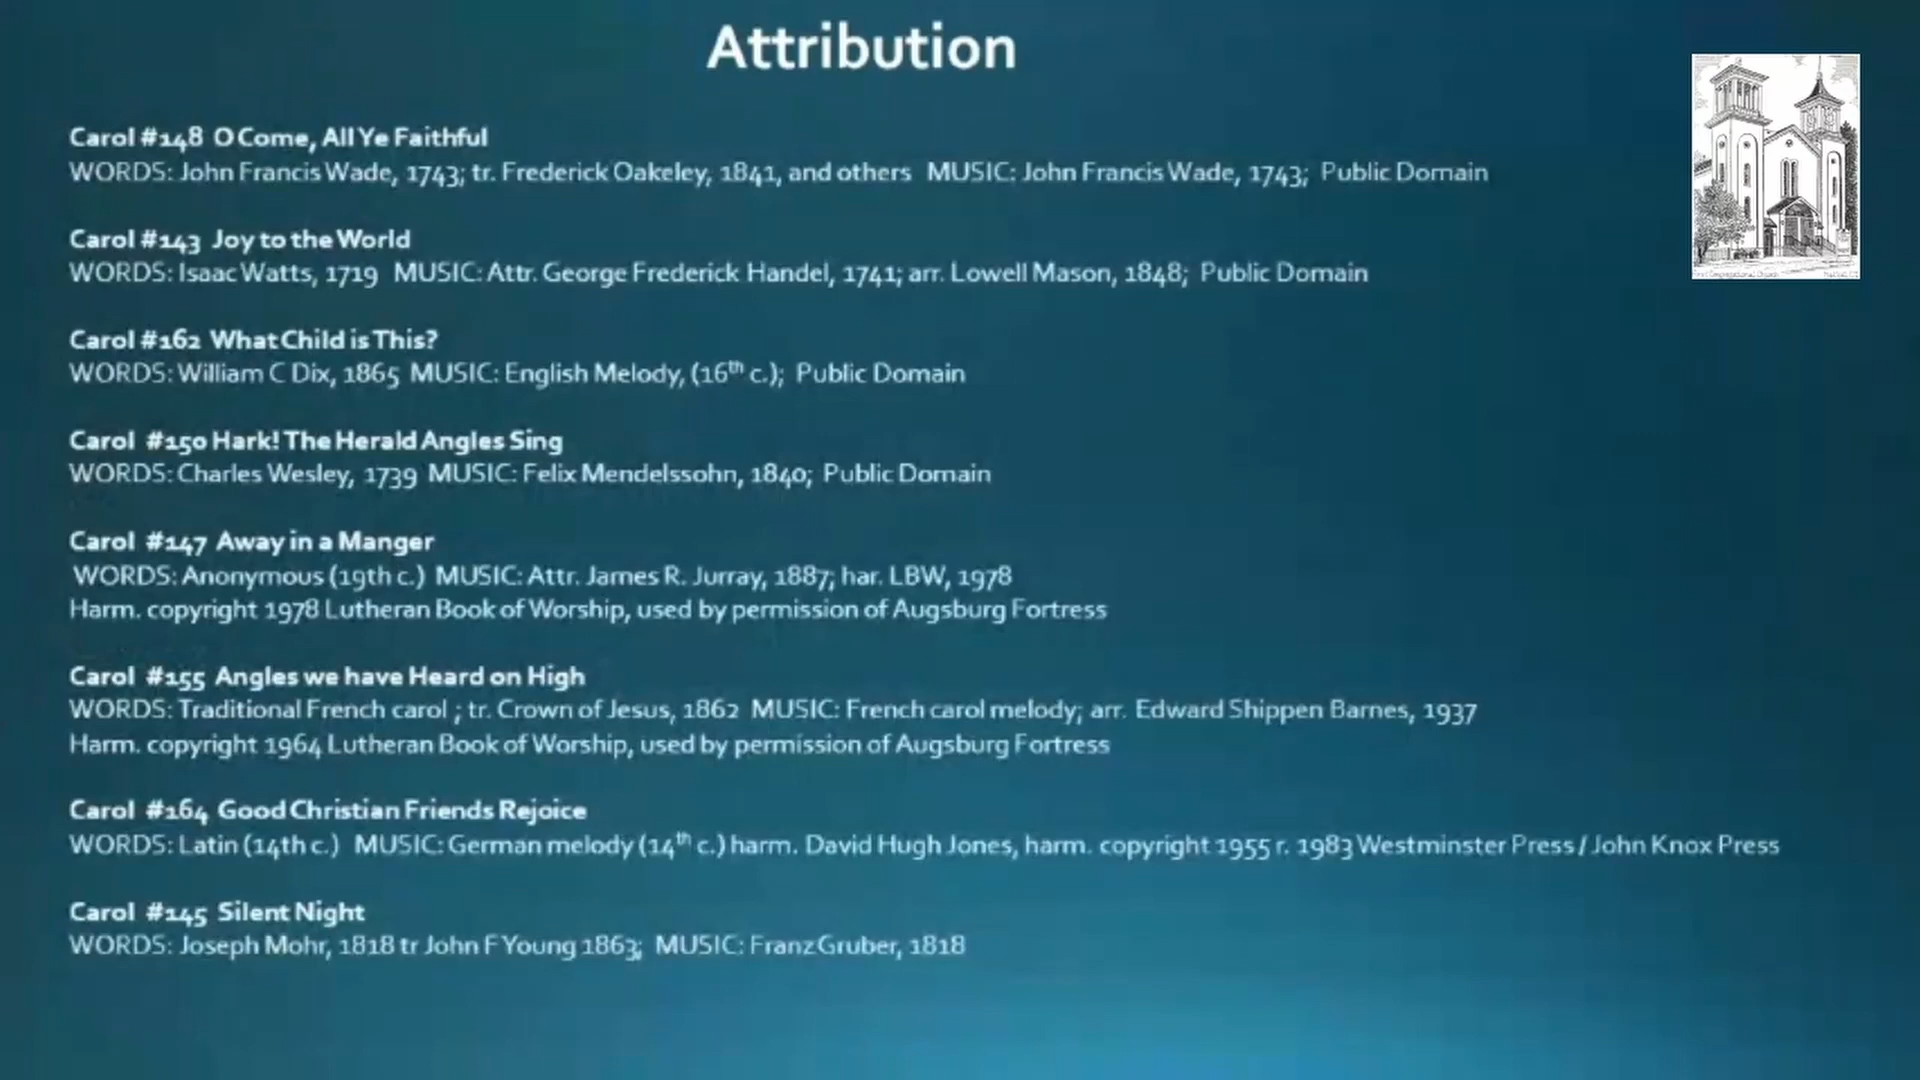 Attribution
Carol #148 O Come, All Ye Faithful
WORDS: John Francis Wade, 1743; tr. Frederick Oakeley, 1841, and others MUSIC: John Francis Wade, 1743; Public Domain
Carol #143 Joy to the World
WORDS: Isaac Watts, 1719 MUSIC: Attr. George Frederick Handel, 1741; arr. Lowell Mason, 1848; Public Domain
Carol #162 What Child is This?
WORDS: William C Dix, 1865 MUSIC: English Melody, (16th c.); Public Domain
Carol #150 Hark! The Herald Angles Sing
WORDS: Charles Wesley, 1739 MUSIC: Felix Mendelssohn, 1840; Public Domain
Carol #147 Away in a Manger
WORDS: Anonymous (19th c.) MUSIC: Attr. James R. Jurray, 1887; har. LBW, 1978
Harm. copyright 1978 Lutheran Book of Worship, used by permission of Augsburg Fortress
Carol #155 Angles we have Heard on High
WORDS: Traditional French carol ; tr. Crown of Jesus, 1862 MUSIC: French carol melody; arr. Edward Shippen Barnes, 1937
Harm. copyright 1964 Lutheran Book of Worship, used by permission of Augsburg Fortress
Carol #164 Good Christian Friends Rejoice
WORDS: Latin (14th c.) MUSIC: German melody (14th c.) harm. David Hugh Jones, harm. copyright 1955 r. 1983 Westminster Press / John Knox Press
Carol #145 Silent Night
WORDS: Joseph Mohr, 1818 tr John F Young 1863; MUSIC: Franz Gruber, 1818
Congregational Church